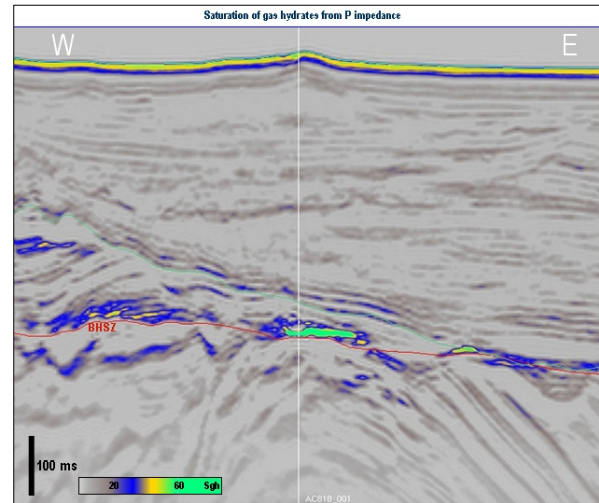 Saturation of gas hydrates from P impedance
W E
BHSZ
100 ms
20 60 Sgh
AC818_001